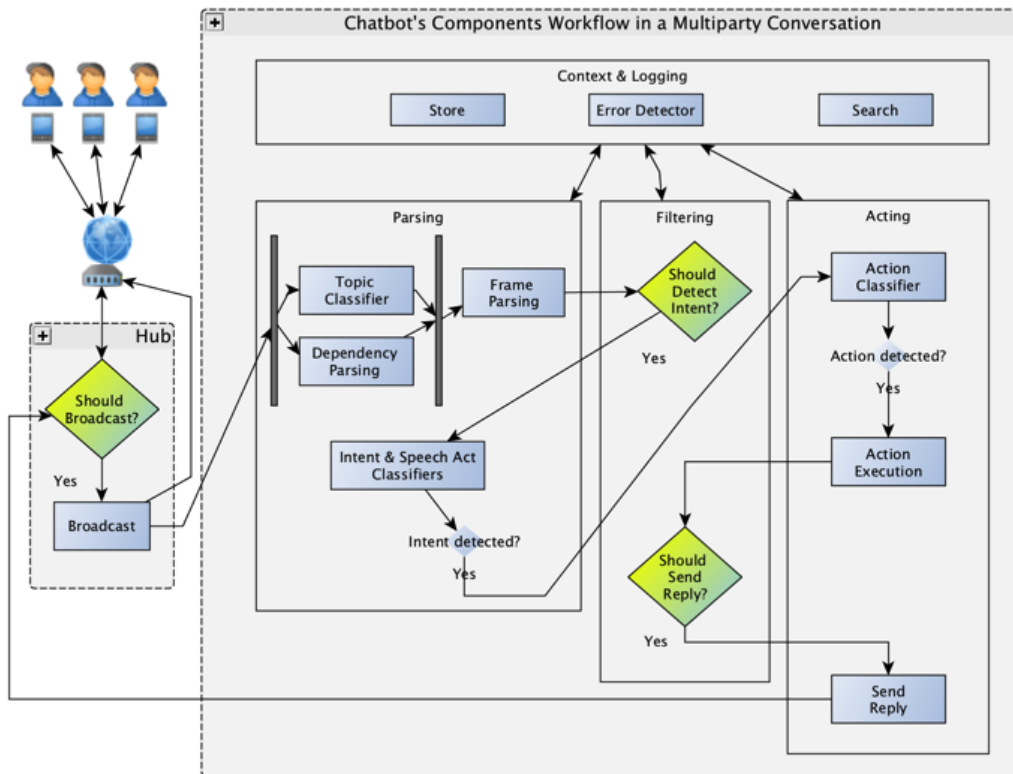 Chatbot's Components Workflow in a Multiparty Conversation
Context & Logging
Store
Error Detector
Search
Parsing
Filtering
Acting
Topic
Classifier
Frame
Parsing
Should
Detect
Intent?
Action
Classifier
Hub
Dependency
Parsing
Yes
Action detected?
Yes
Should
Broadcast?
Intent & Speech Act
Classifiers
Action
Execution
Yes
Broadcast
Intent detected?
Yes
Should
Send
Reply?
Yes
Send
Reply